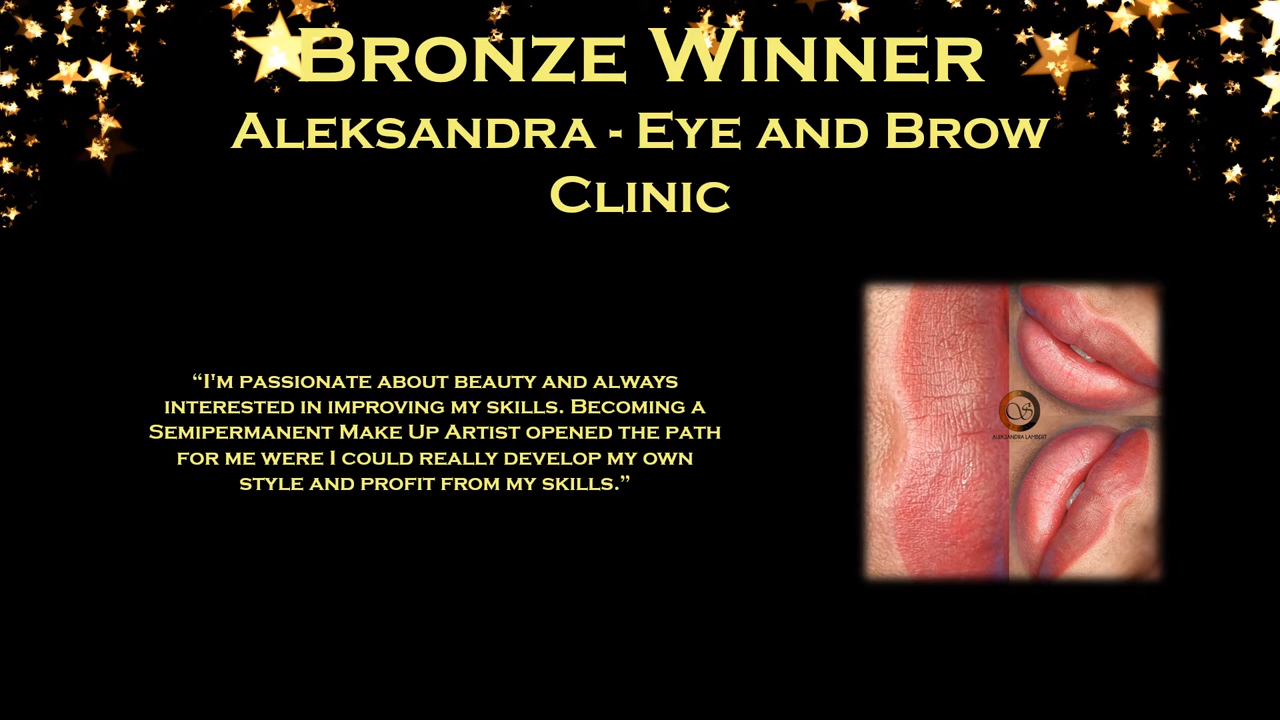 Bronze Winner
Aleksandra - Eye and Brow
Clinic
“I'm passionate about beauty and always
interested in improving my skills. Becoming a
Semipermanent Make Up Artist opened the path
for me were I could really develop my own
style and profit from my skills.”
ALEKSANDRA LAMBERT